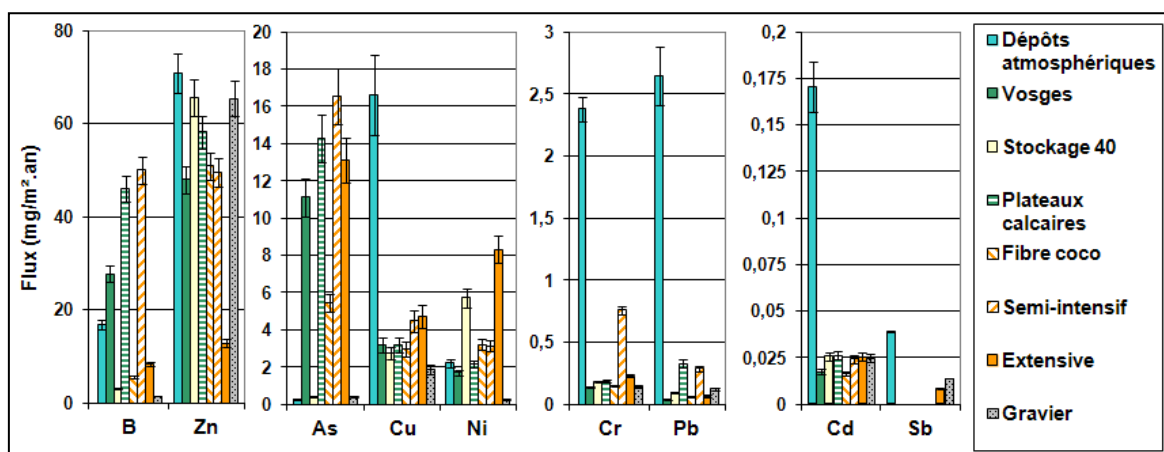 Flux (mg/m².an)
80
60
40
20
0
B Zn
20
18
16
14
12
10
8
6
4
2
0
As Cu Ni
3
2,5
2
1,5
1
0,5
0
Cr Pb
0,2
0,175
0,15
0,125
0,1
0,075
0,05
0,025
0
Cd Sb
Dépôts
atmosphériques
Vosges
Stockage 40
Plateaux
calcaires
Fibre coco
Semi-intensif
Extensive
Gravier